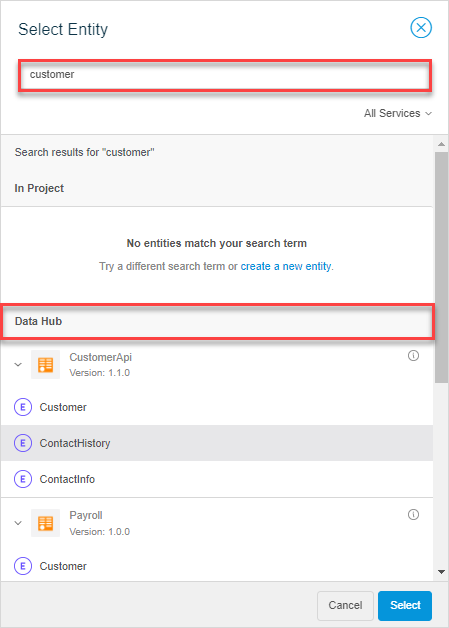 Select Entity
customer
All Services
Search results for "customer"
In Project
No entities match your search term
Try a different search term or create a new entity.
Data Hub
CustomerApi
Version: 1.1.0
E Customer
E ContactHistory
E ContactInfo
Payroll
Version: 1.0.0
E Customer
Cancel Select